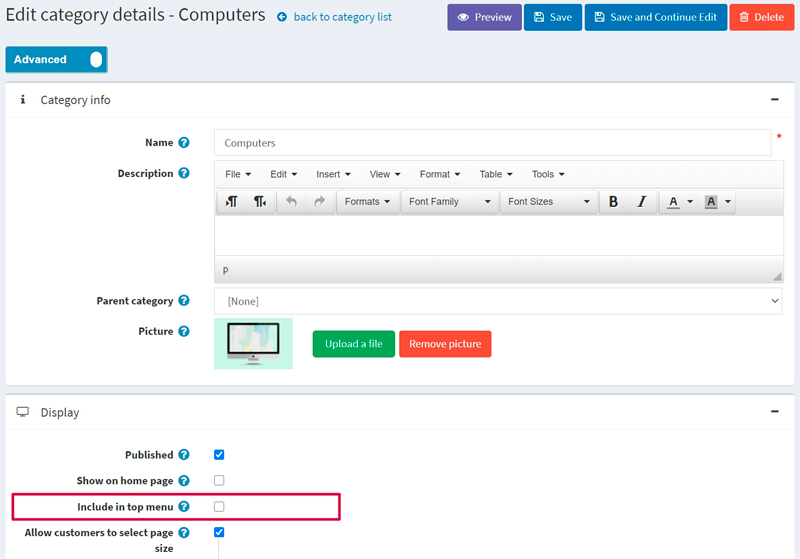 Edit category details - Computers back to category list Preview Save Save and Continue Edit Delete
Advanced
Category info
Name Computers *
Description File Edit Insert View Format Table Tools
Formats Font Family Font Sizes B I A A
p
Parent category [None]
Picture Upload a file Remove picture
Display
Published
Show on home page
Include in top menu
Allow customers to select page
size